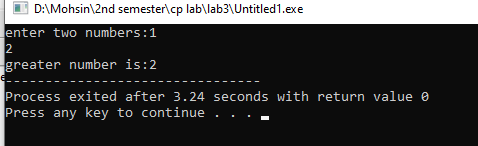 D:\Mohsin\2nd semester\cp lab\lab3\Untitled1.exe
enter two numbers:1
2
greater number is:2
--------------------------------
Process exited after 3.24 seconds with return value 0
Press any key to continue . . .